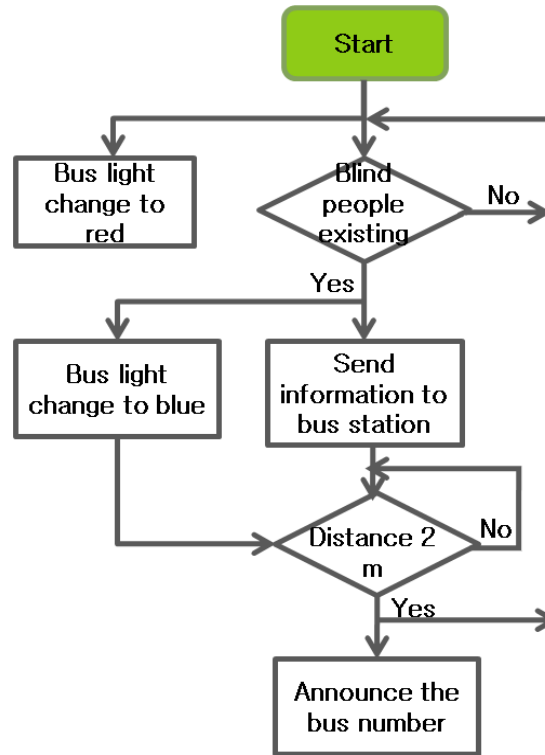 Start
Bus light
change to
red
Blind
people
existing
No
Yes
Bus light
change to blue
Send
information to
bus station
Distance 2
m
No
Yes
Announce the
bus number